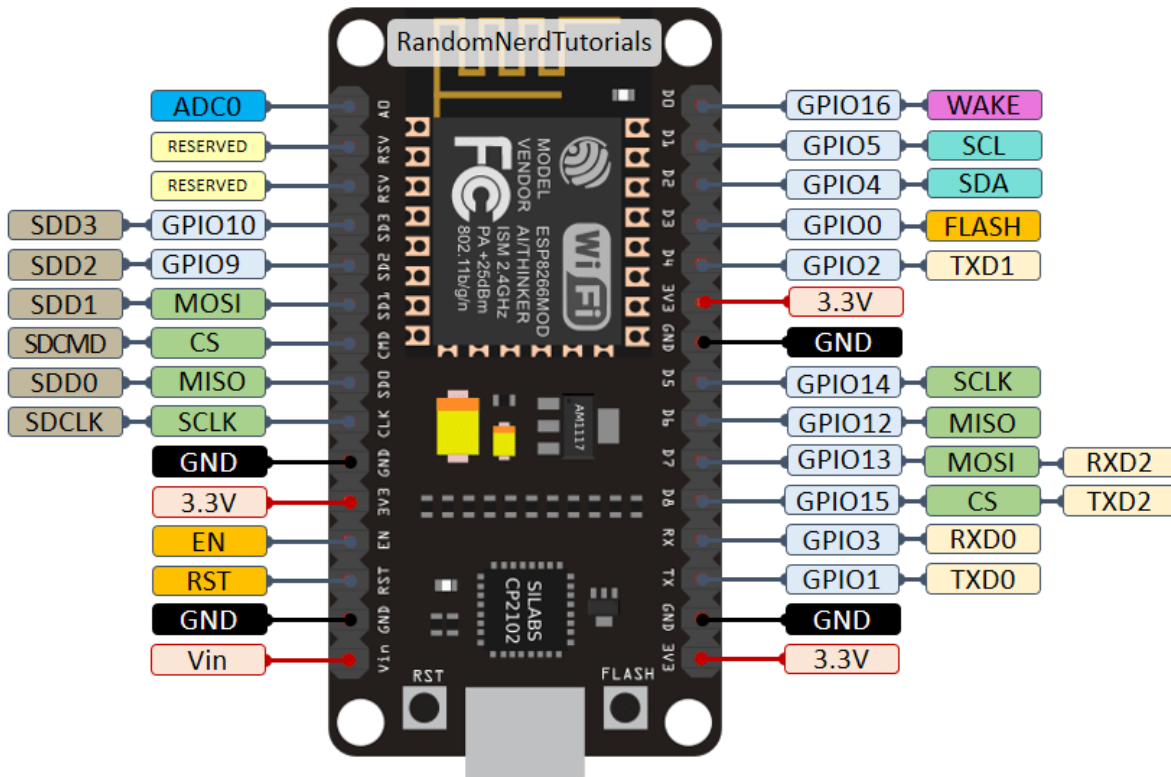 RandomNerdTutorials
ADC0
RESERVED
RESERVED
SDD3 GPIO10
SDD2 GPIO9
SDD1 MOSI
SDCMD CS
SDD0 MISO
SDCLK SCLK
GND
3.3V
EN
RST
GND
Vin
A0
RSV
RSV
SD3
SD2
SD1
CMD
SD0
CLK
GND
3V3
EN
RST
GND
Vin
MODEL ESP8266MOD
VENDOR AI/THINKER
ISM 2.4GHz
PA +25dBm
802.11b/g/n
FC
Wi Fi
AM1117
SILABS
CP2102
RST
FLASH
D0
D1
D2
D3
D4
3V3
GND
D5
D6
D7
D8
RX
TX
GND
3V3
GPIO16 WAKE
GPIO5 SCL
GPIO4 SDA
GPIO0 FLASH
GPIO2 TXD1
3.3V
GND
GPIO14 SCLK
GPIO12 MISO
GPIO13 MOSI RXD2
GPIO15 CS TXD2
GPIO3 RXD0
GPIO1 TXD0
GND
3.3V